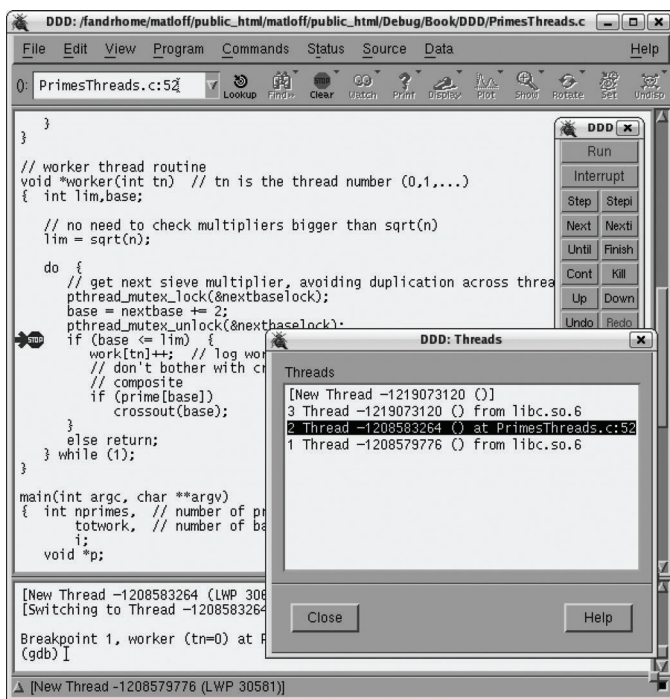 DDD: /fandrhome/matloff/public_html/matloff/public_html/Debug/Book/DDD/PrimesThreads.c
File Edit View Program Commands Status Source Data Help
(): PrimesThreads.c:52
Lookup Find» Clear Watch Print Display Plot Show Rotate Set Undisp
}
}
// worker thread routine
void *worker(int tn) // tn is the thread number (0,1,...)
{ int lim,base;
// no need to check multipliers bigger than sqrt(n)
lim = sqrt(n);
do {
// get next sieve multiplier, avoiding duplication across threa
pthread_mutex_lock(&nextbaselock);
base = nextbase += 2;
pthread_mutex_unlock(&nextbaselock);
STOP if (base <= lim) {
work[tn]++; // log wor
// don't bother with cr
// composite
if (prime[base])
crossout(base);
}
else return;
} while (1);
}
main(int argc, char **argv)
{ int nprimes, // number of pr
totwork, // number of ba
i;
void *p;
DDD
Run
Interrupt
Step Stepi
Next Nexti
Until Finish
Cont Kill
Up Down
Undo Redo
DDD: Threads
Threads
[New Thread -1219073120 ()]
3 Thread -1219073120 () from libc.so.6
2 Thread -1208583264 () at PrimesThreads.c:52
1 Thread -1208579776 () from libc.so.6
Close Help
[New Thread -1208583264 (LWP 306
[Switching to Thread -1208583264
Breakpoint 1, worker (tn=0) at
(gdb)
[New Thread -1208579776 (LWP 30581)]